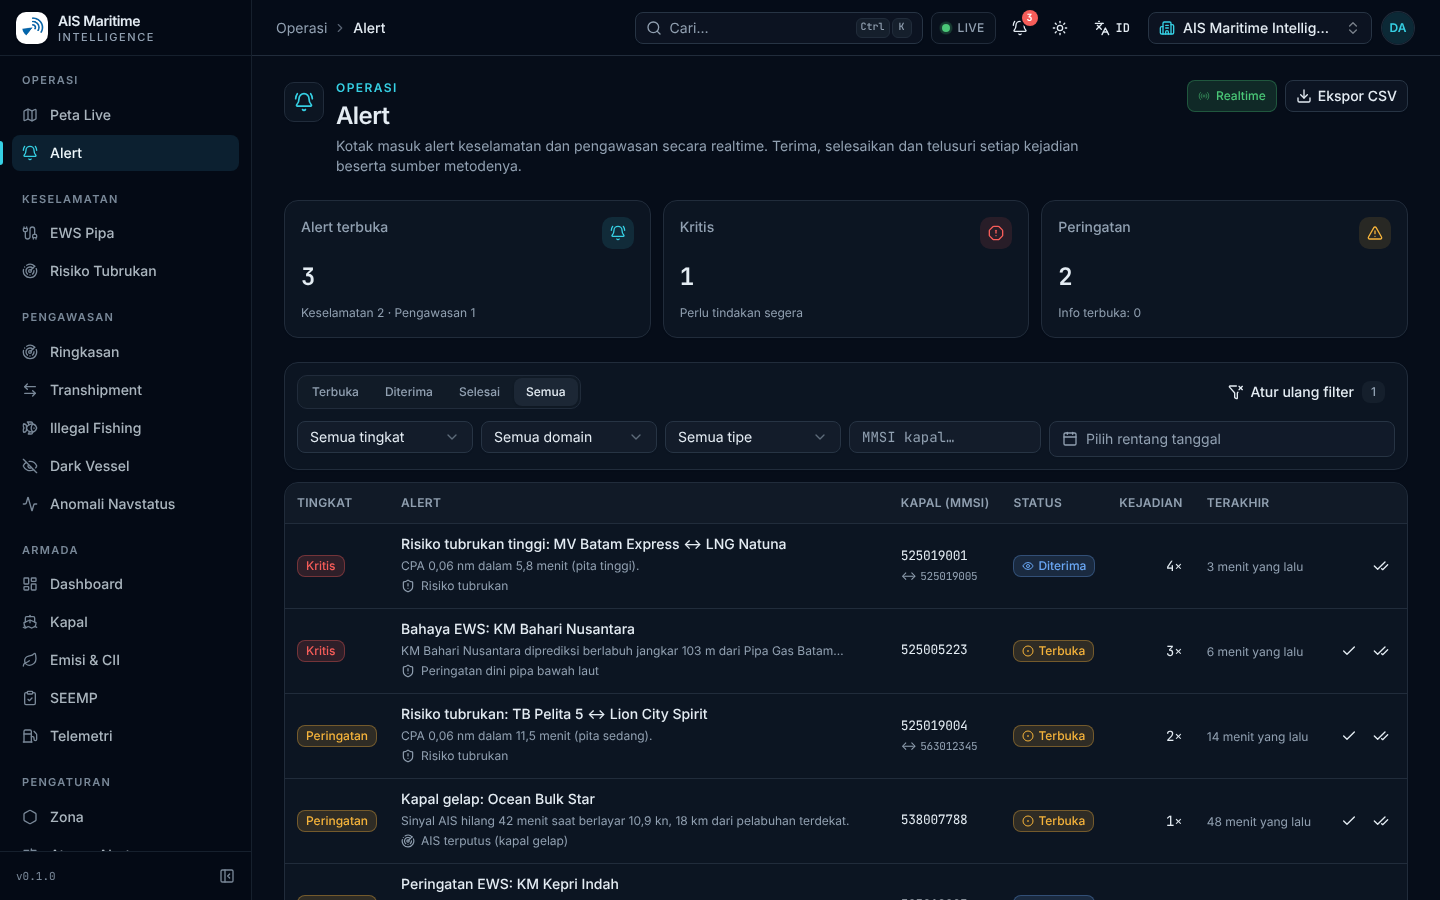 AIS Maritime
INTELLIGENCE
Operasi
Alert
Cari...
Ctrl K
LIVE
3
ID
AIS Maritime Intellig...
DA
OPERASI
Peta Live
Alert
KESELAMATAN
EWS Pipa
Risiko Tubrukan
PENGAWASAN
Ringkasan
Transhipment
Illegal Fishing
Dark Vessel
Anomali Navstatus
ARMADA
Dashboard
Kapal
Emisi & CII
SEEMP
Telemetri
PENGATURAN
Zona
v0.1.0
OPERASI
Alert
Kotak masuk alert keselamatan dan pengawasan secara realtime. Terima, selesaikan dan telusuri setiap kejadian
beserta sumber metodenya.
Realtime
Ekspor CSV
Alert terbuka
3
Keselamatan 2 · Pengawasan 1
Kritis
1
Perlu tindakan segera
Peringatan
2
Info terbuka: 0
Terbuka Diterima Selesai Semua
Atur ulang filter 1
Semua tingkat
Semua domain
Semua tipe
MMSI kapal…
Pilih rentang tanggal
TINGKAT ALERT KAPAL (MMSI) STATUS KEJADIAN TERAKHIR
Kritis
Risiko tubrukan tinggi: MV Batam Express ↔ LNG Natuna
CPA 0,06 nm dalam 5,8 menit (pita tinggi).
Risiko tubrukan
525019001
↔ 525019005
Diterima
4×
3 menit yang lalu
Kritis
Bahaya EWS: KM Bahari Nusantara
KM Bahari Nusantara diprediksi berlabuh jangkar 103 m dari Pipa Gas Batam...
Peringatan dini pipa bawah laut
525005223
Terbuka
3×
6 menit yang lalu
Peringatan
Risiko tubrukan: TB Pelita 5 ↔ Lion City Spirit
CPA 0,06 nm dalam 11,5 menit (pita sedang).
Risiko tubrukan
525019004
↔ 563012345
Terbuka
2×
14 menit yang lalu
Peringatan
Kapal gelap: Ocean Bulk Star
Sinyal AIS hilang 42 menit saat berlayar 10,9 kn, 18 km dari pelabuhan terdekat.
AIS terputus (kapal gelap)
538007788
Terbuka
1×
48 menit yang lalu
Peringatan EWS: KM Kepri Indah